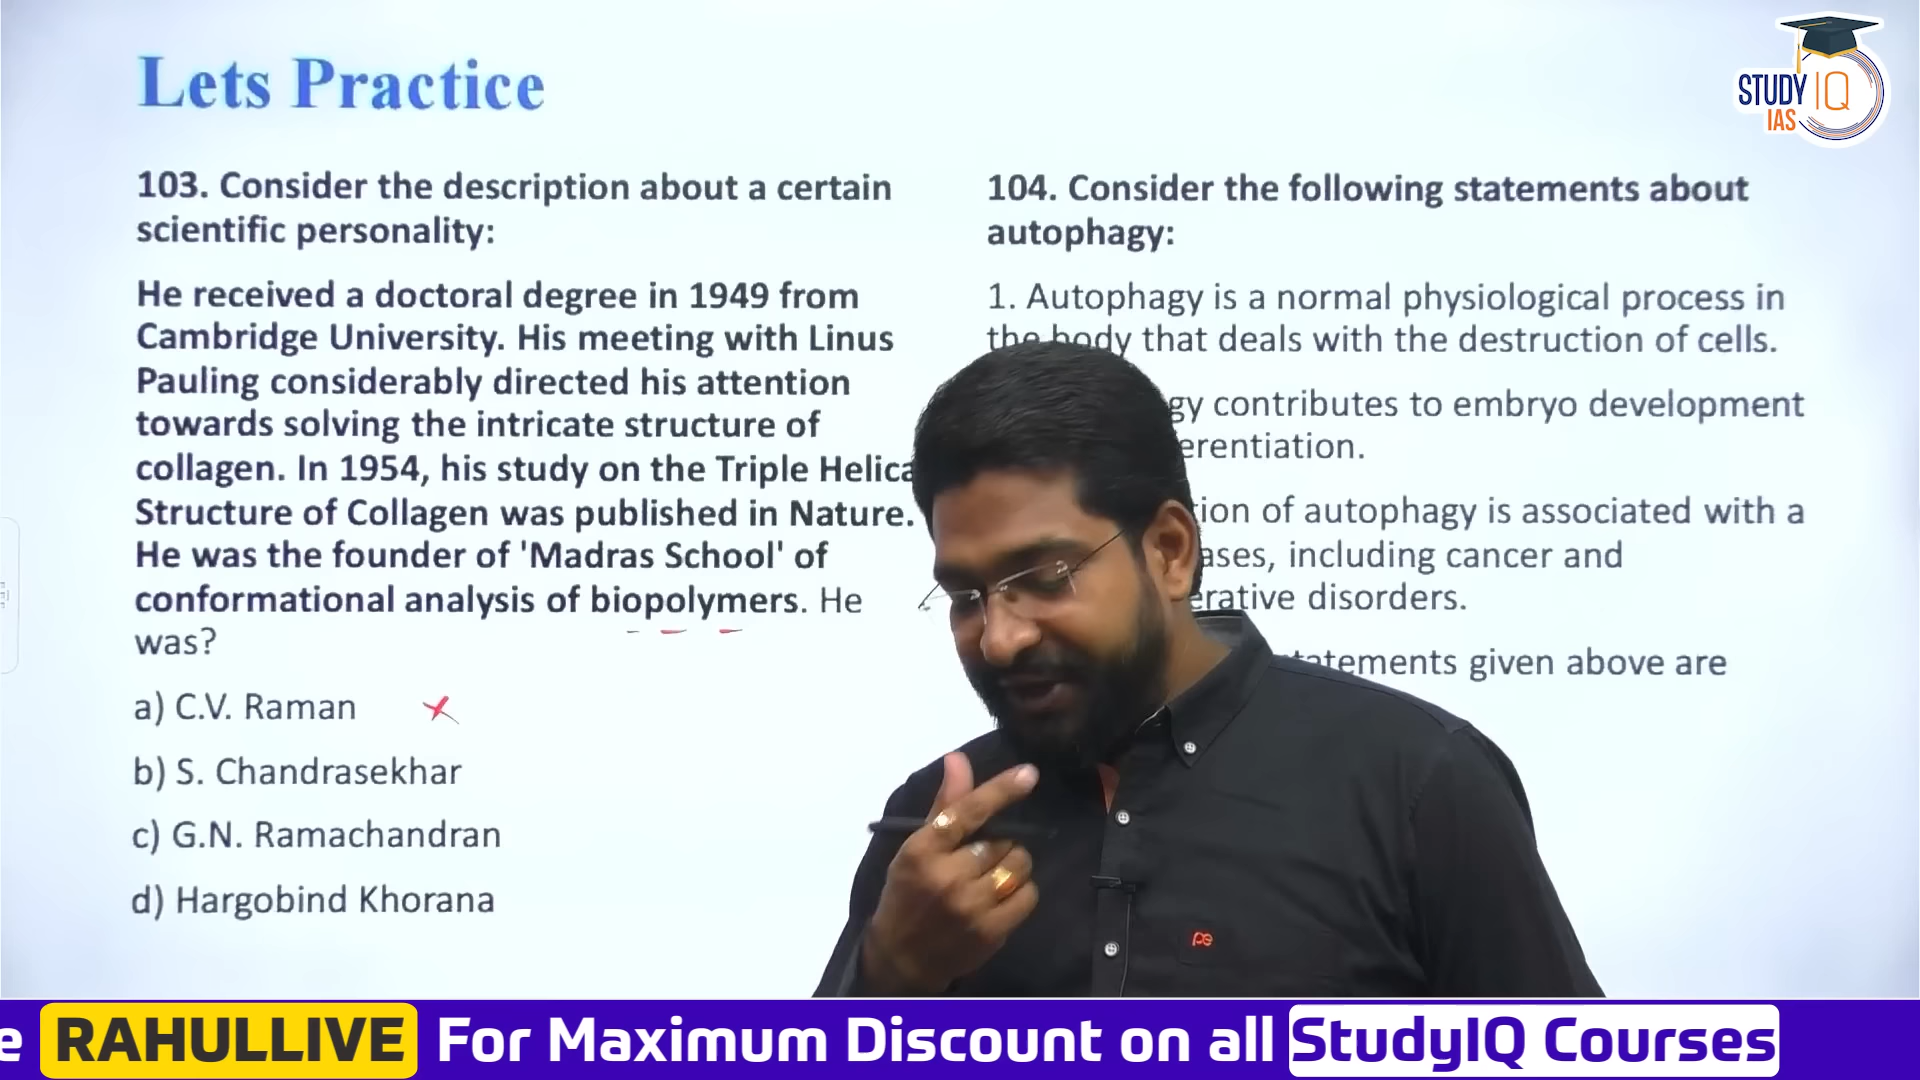 Lets Practice
STUDY IQ
IAS
103. Consider the description about a certain
scientific personality:
He received a doctoral degree in 1949 from
Cambridge University. His meeting with Linus
Pauling considerably directed his attention
towards solving the intricate structure of
collagen. In 1954, his study on the Triple Helica
Structure of Collagen was published in Nature.
He was the founder of 'Madras School' of
conformational analysis of biopolymers. He
was?
a) C.V. Raman
b) S. Chandrasekhar
c) G.N. Ramachandran
d) Hargobind Khorana
104. Consider the following statements about
autophagy:
1. Autophagy is a normal physiological process in
the body that deals with the destruction of cells.
gy contributes to embryo development
erentiation.
tion of autophagy is associated with a
ases, including cancer and
erative disorders.
tatements given above are
pe
e RAHULLIVE For Maximum Discount on all StudyIQ Courses